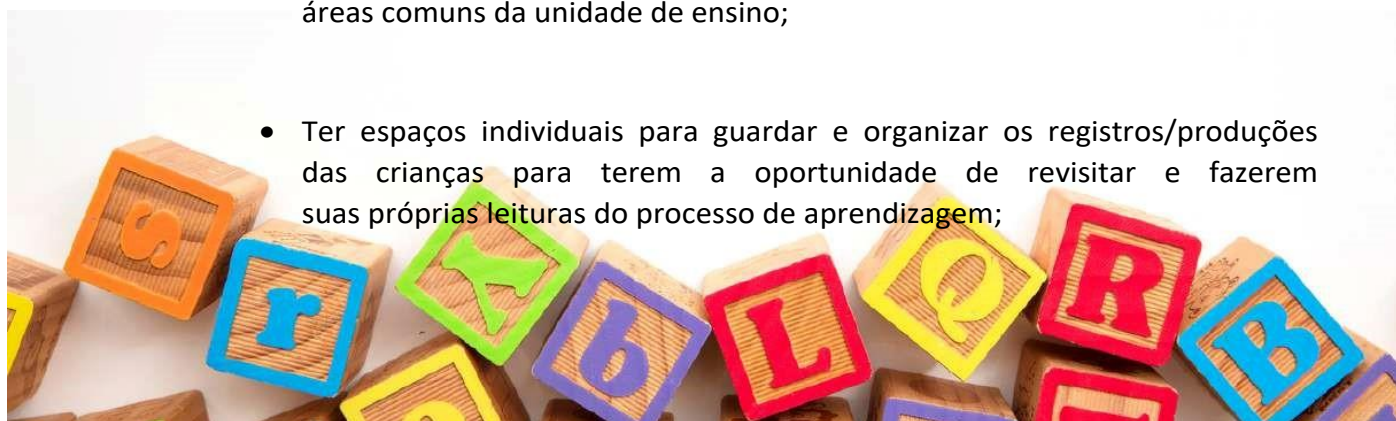 áreas comuns da unidade de ensino;
• Ter espaços individuais para guardar e organizar os registros/produções
das crianças para terem a oportunidade de revisitar e fazerem
suas próprias leituras do processo de aprendizagem;
s r Y b L Q R B